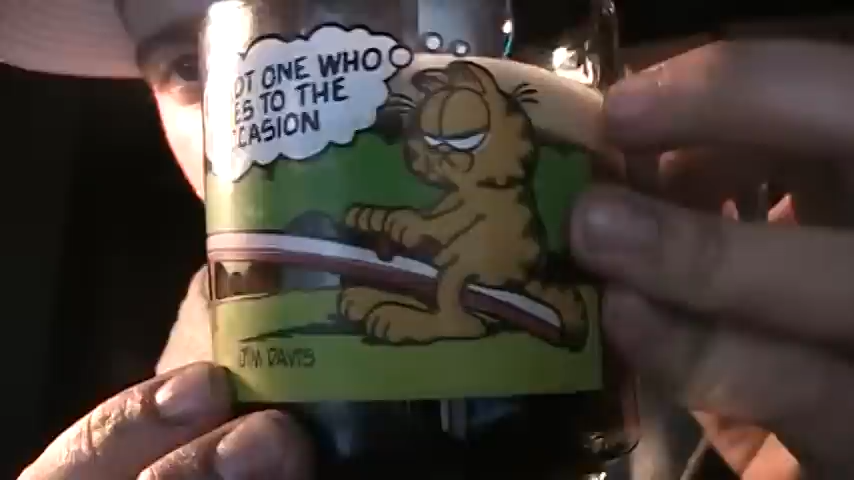 OT ONE WHO
ES TO THE
CASION
JIM DAVIS